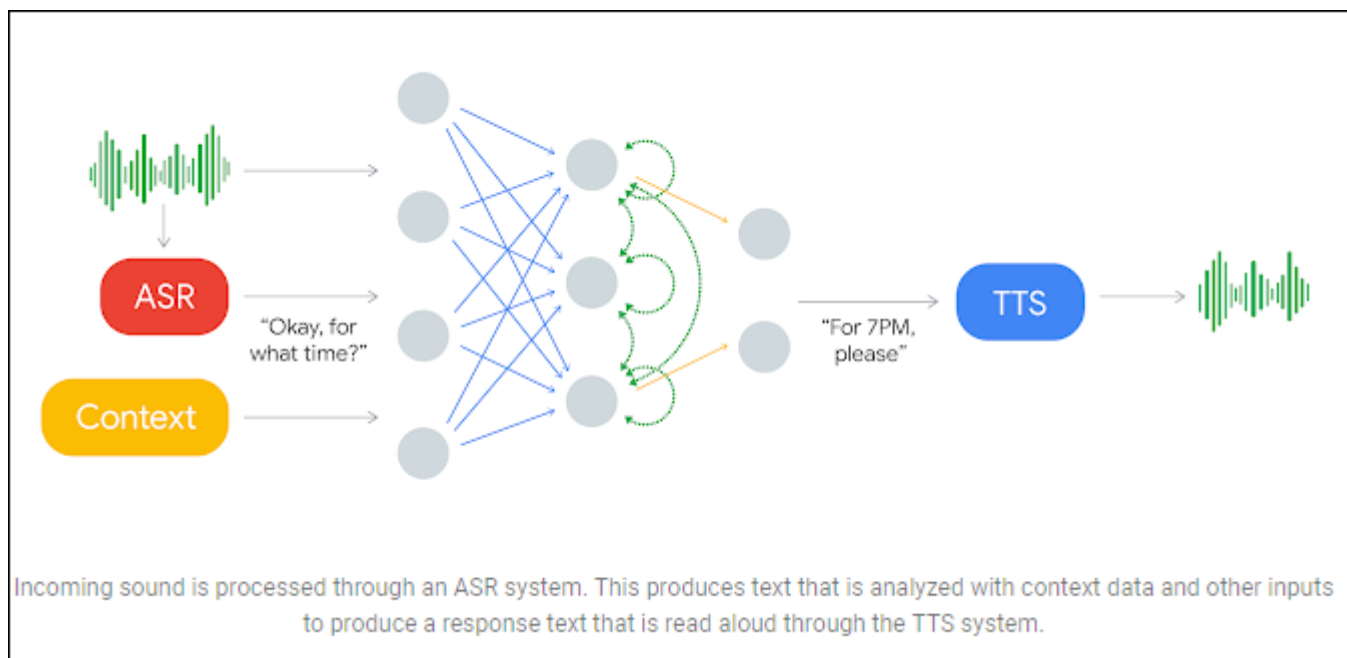 ASR
"Okay, for
what time?"
Context
"For 7PM,
please"
TTS
Incoming sound is processed through an ASR system. This produces text that is analyzed with context data and other inputs
to produce a response text that is read aloud through the TTS system.